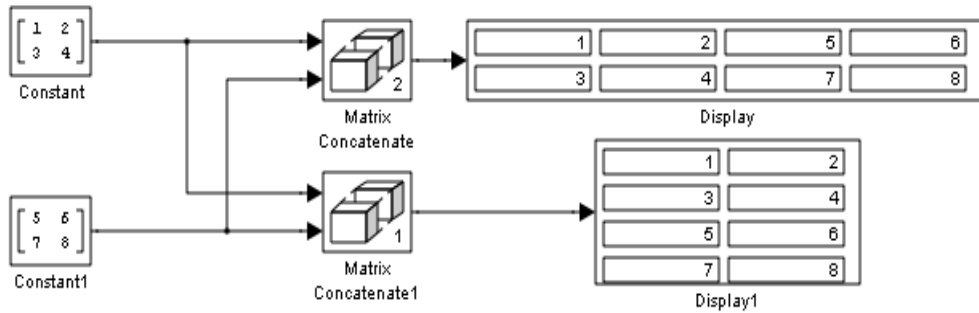 1 2
3 4
Constant
2
Matrix
Concatenate
1 2 5 6
3 4 7 8
Display
5 6
7 8
Constant1
1
Matrix
Concatenate1
1 2
3 4
5 6
7 8
Display1